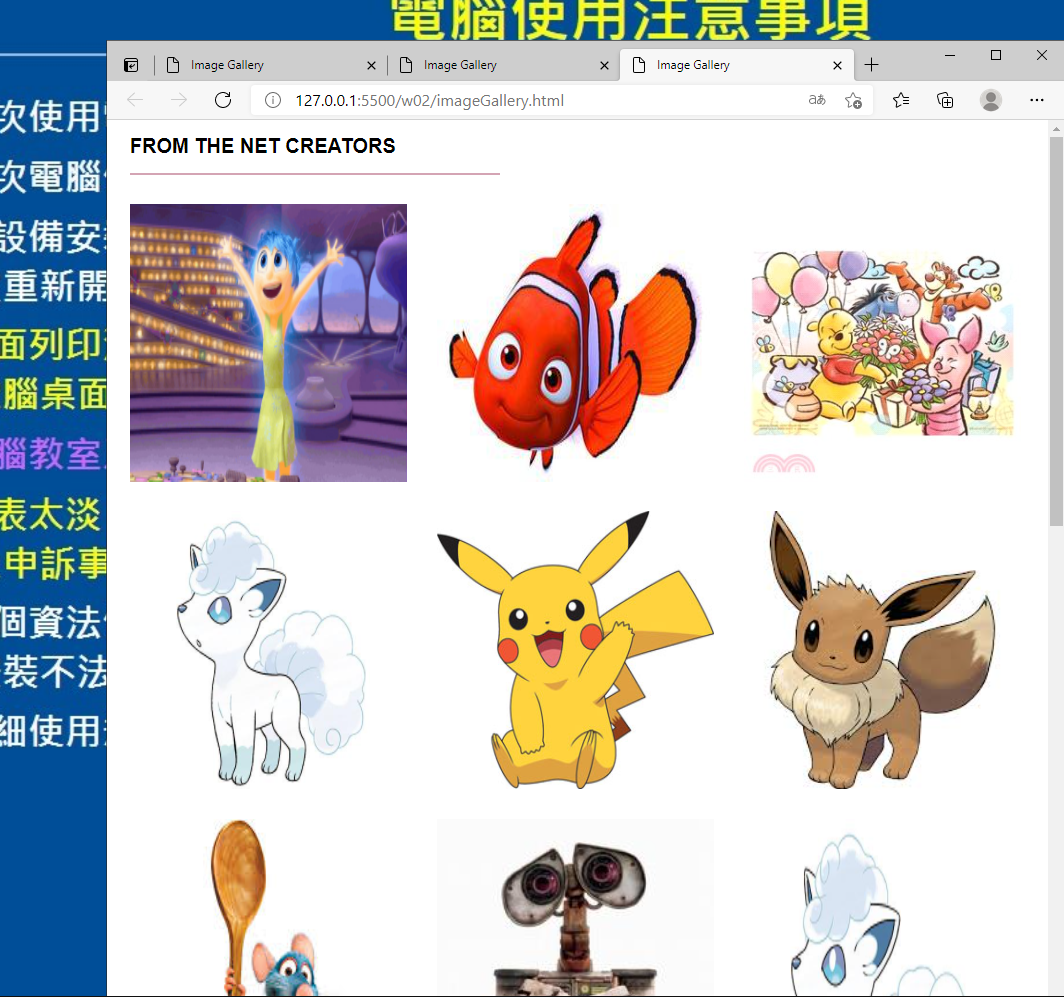 電腦使用注意事項
Image Gallery
Image Gallery
Image Gallery
127.0.0.1:5500/w02/imageGallery.html
aあ
FROM THE NET CREATORS
次使用
次電腦
設備安
重新開
面列印
腦桌面
腦教室
表太淡
申訴事
個資法
裝不法
細使用